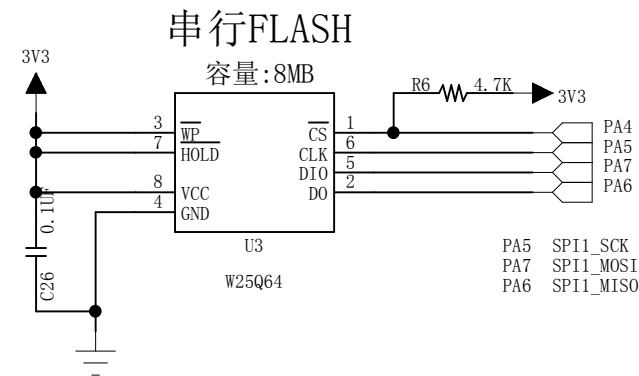 串行FLASH
容量:8MB
3V3
R6 4.7K
3V3
3 WP CS 1 PA4
7 HOLD CLK 6 PA5
DIO 5 PA7
8 VCC DO 2 PA6
4 GND
0.1UF
C26
U3
W25Q64
PA5 SPI1_SCK
PA7 SPI1_MOSI
PA6 SPI1_MISO